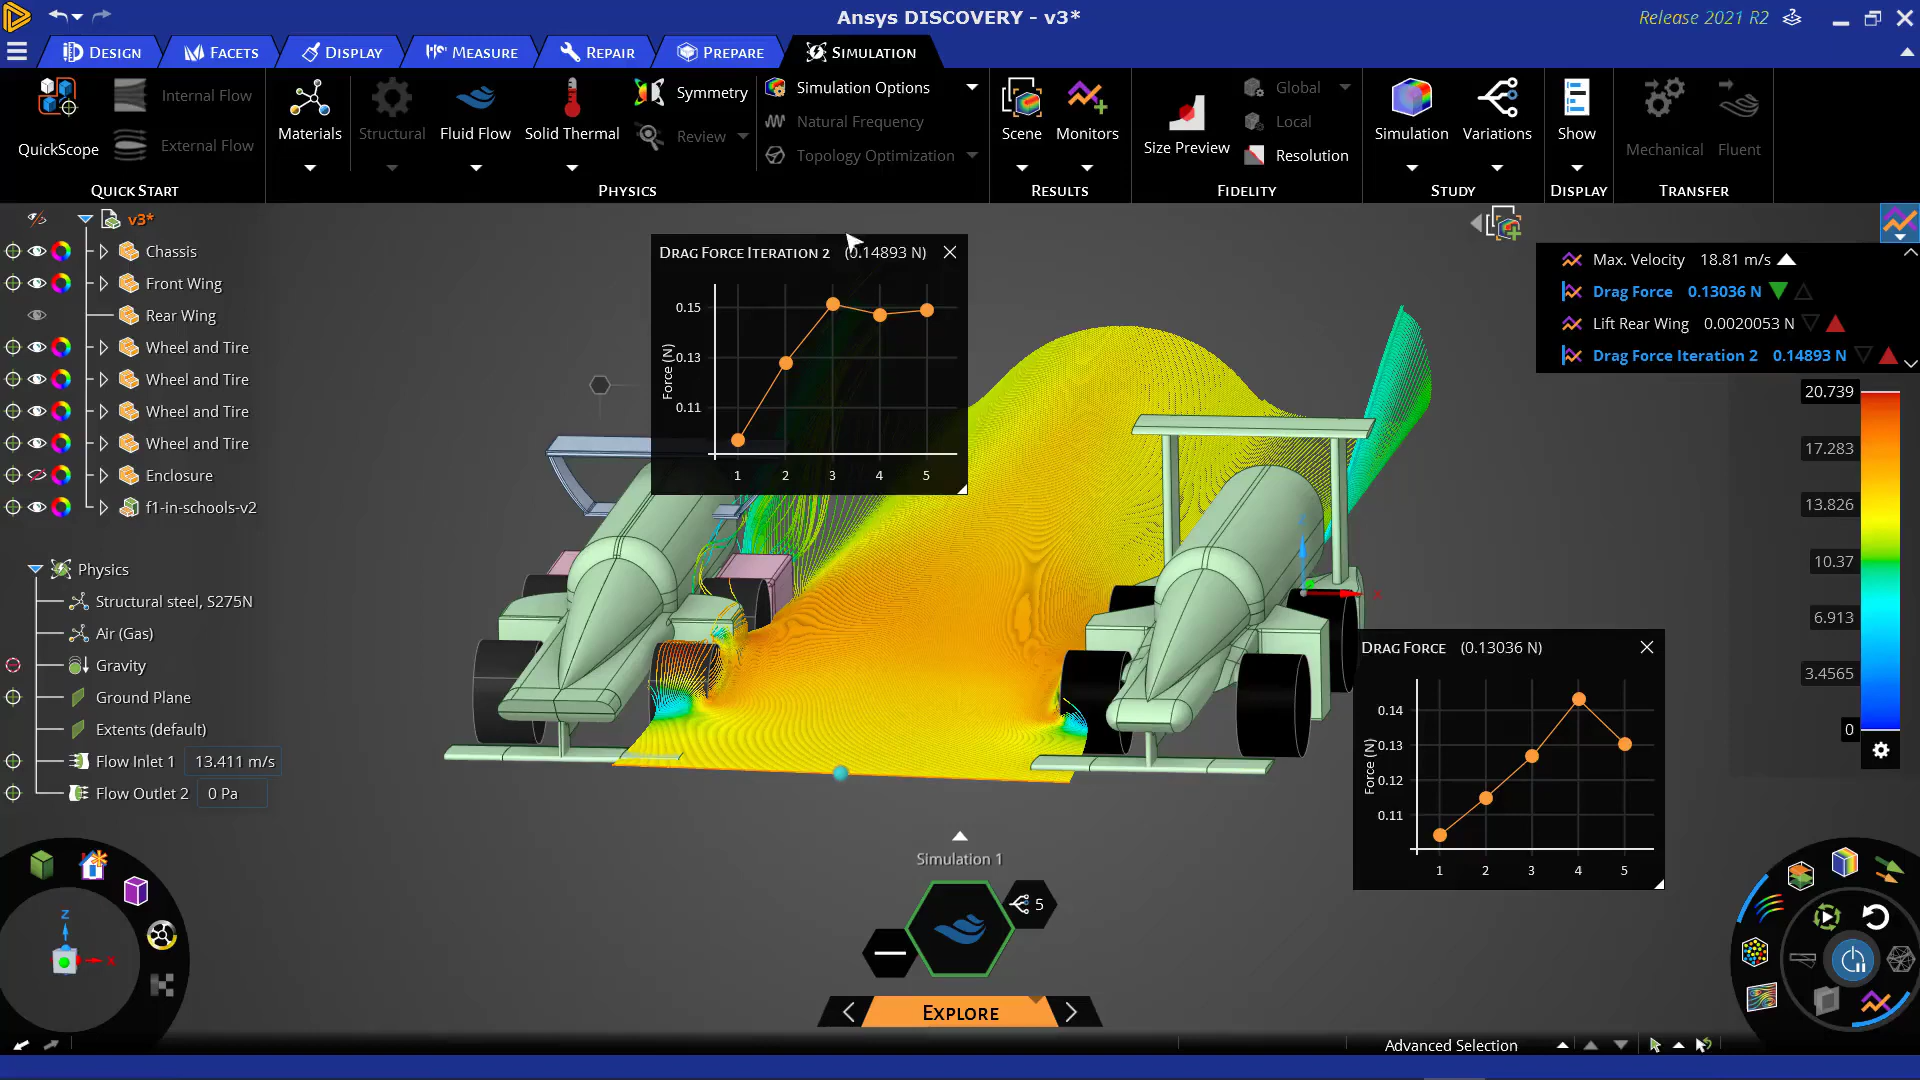 Ansys DISCOVERY - v3*
Release 2021 R2
DESIGN
FACETS
DISPLAY
MEASURE
REPAIR
PREPARE
SIMULATION
QuickScope
Internal Flow
External Flow
QUICK START
Materials
Structural
Fluid Flow
Solid Thermal
Symmetry
Review
Simulation Options
Natural Frequency
Topology Optimization
PHYSICS
Scene
Monitors
RESULTS
Size Preview
Global
Local
Resolution
FIDELITY
Simulation
Variations
STUDY
Show
DISPLAY
Mechanical
Fluent
TRANSFER
v3*
Chassis
Front Wing
Rear Wing
Wheel and Tire
Wheel and Tire
Wheel and Tire
Wheel and Tire
Enclosure
f1-in-schools-v2
Physics
Structural steel, S275N
Air (Gas)
Gravity
Ground Plane
Extents (default)
Flow Inlet 1 13.411 m/s
Flow Outlet 2 0 Pa
DRAG FORCE ITERATION 2 (0.14893 N)
Force (N)
0.15
0.13
0.11
1 2 3 4 5
Max. Velocity 18.81 m/s
Drag Force 0.13036 N
Lift Rear Wing 0.0020053 N
Drag Force Iteration 2 0.14893 N
20.739
17.283
13.826
10.37
6.913
3.4565
0
DRAG FORCE (0.13036 N)
Force (N)
0.14
0.13
0.12
0.11
1 2 3 4 5
Z
X
X
Simulation 1
5
EXPLORE
Advanced Selection